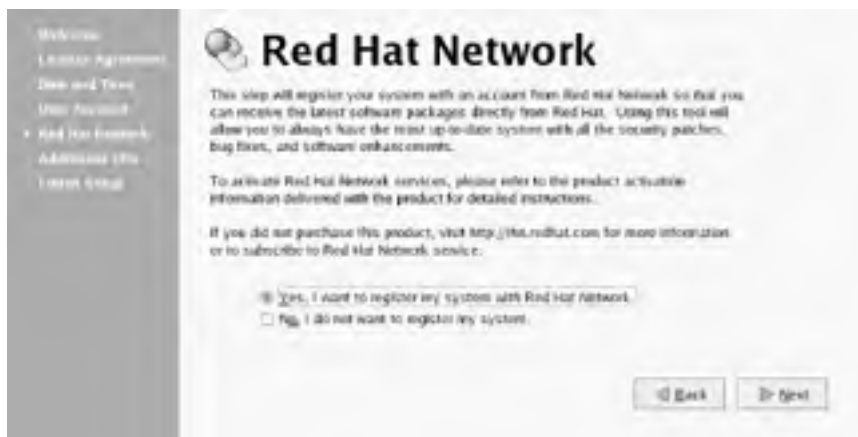 Welcome
License Agreement
Date and Time
User Account
Red Hat Network
Additional CDs
Finish Setup
Red Hat Network
This step will register your system with an account from Red Hat Network so that you
can receive the latest software packages directly from Red Hat. Using this tool will
allow you to always have the most up-to-date system with all the security patches,
bug fixes, and software enhancements.
To activate Red Hat Network services, please refer to the product activation
information delivered with the product for detailed instructions.
If you did not purchase this product, visit http://rhn.redhat.com for more information
or to subscribe to Red Hat Network service.
Yes, I want to register my system with Red Hat Network.
No, I do not want to register my system.
Back
Next